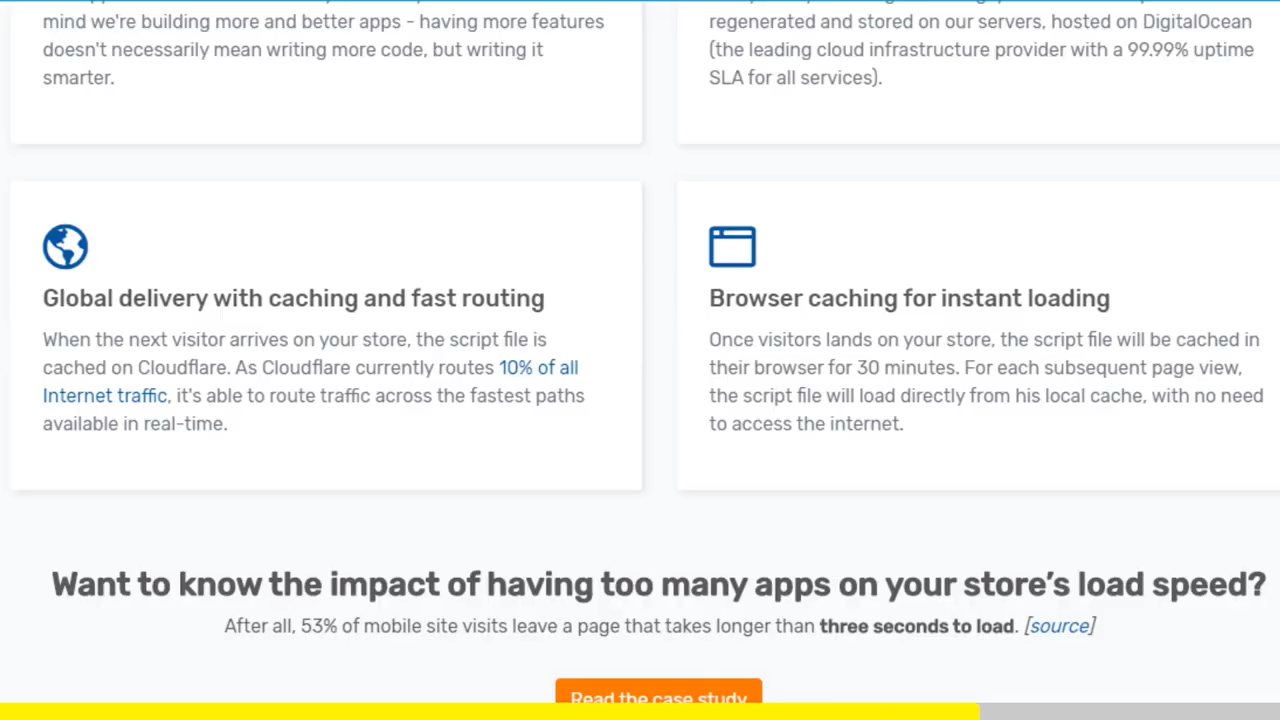 mind we're building more and better apps - having more features
doesn't necessarily mean writing more code, but writing it
smarter.
regenerated and stored on our servers, hosted on DigitalOcean
(the leading cloud infrastructure provider with a 99.99% uptime
SLA for all services).
Global delivery with caching and fast routing
When the next visitor arrives on your store, the script file is
cached on Cloudflare. As Cloudflare currently routes 10% of all
Internet traffic, it's able to route traffic across the fastest paths
available in real-time.
Browser caching for instant loading
Once visitors lands on your store, the script file will be cached in
their browser for 30 minutes. For each subsequent page view,
the script file will load directly from his local cache, with no need
to access the internet.
Want to know the impact of having too many apps on your store’s load speed?
After all, 53% of mobile site visits leave a page that takes longer than three seconds to load. [source]
Read the case study